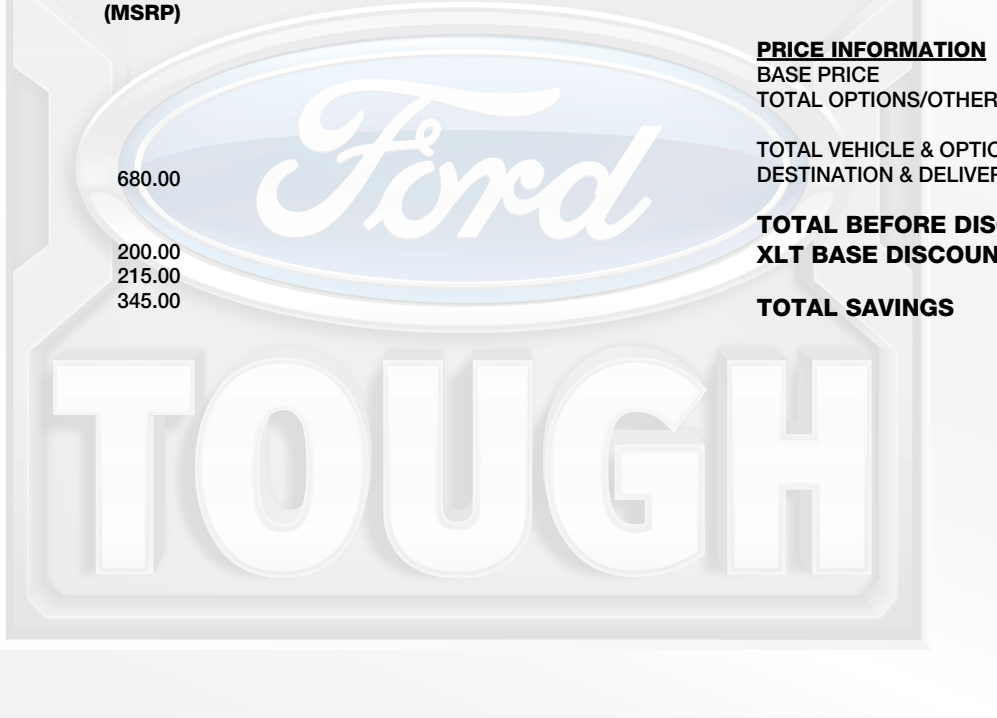 (MSRP)
680.00
200.00
215.00
345.00
PRICE INFORMATION
BASE PRICE
TOTAL OPTIONS/OTHER
TOTAL VEHICLE & OPTIO
DESTINATION & DELIVER
TOTAL BEFORE DIS
XLT BASE DISCOUN
TOTAL SAVINGS
Ford
TOUGH